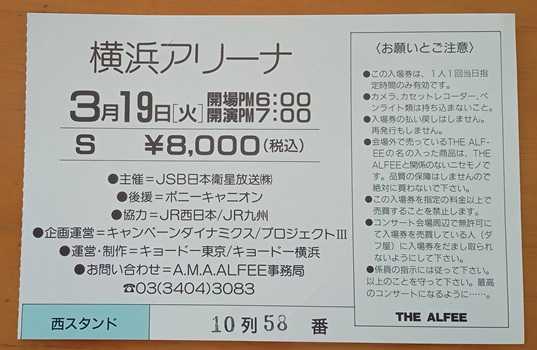 横浜アリーナ
3月19日[火] 開場PM6:00
開演PM7:00
S ¥8,000(税込)
●主催=JSB日本衛星放送㈱
●後援=ポニーキャニオン
●協力=JR西日本/JR九州
●企画運営=キャンペーンダイナミクス/プロジェクトIII
●運営・制作=キョードー東京/キョードー横浜
●お問い合わせ=A.M.A.ALFEE事務局
☎03(3404)3083
西スタンド 10列58番
〈お願いとご注意〉
●この入場券は、1人1回当日指
定時間のみ有効です。
●カメラ、カセットレコーダー、ペ
ンライト類は持ち込まないこと。
●入場券の払い戻しはしません。
再発行もしません。
●会場外で売っているTHE ALF-
EEの名の入った商品は、THE
ALFEEと関係のないニセモノで
す。品質の保障はしませんので
絶対に買わないで下さい。
●この入場券を指定の料金以上で
売買することを禁止します。
●コンサート会場周辺で無許可に
て入場券を売買している人(ダ
フ屋)に入場券をだまし取られ
ないようにして下さい。
●係員の指示には従って下さい。
以上のことを守って下さい。最高
のコンサートになるように……。
THE ALFEE